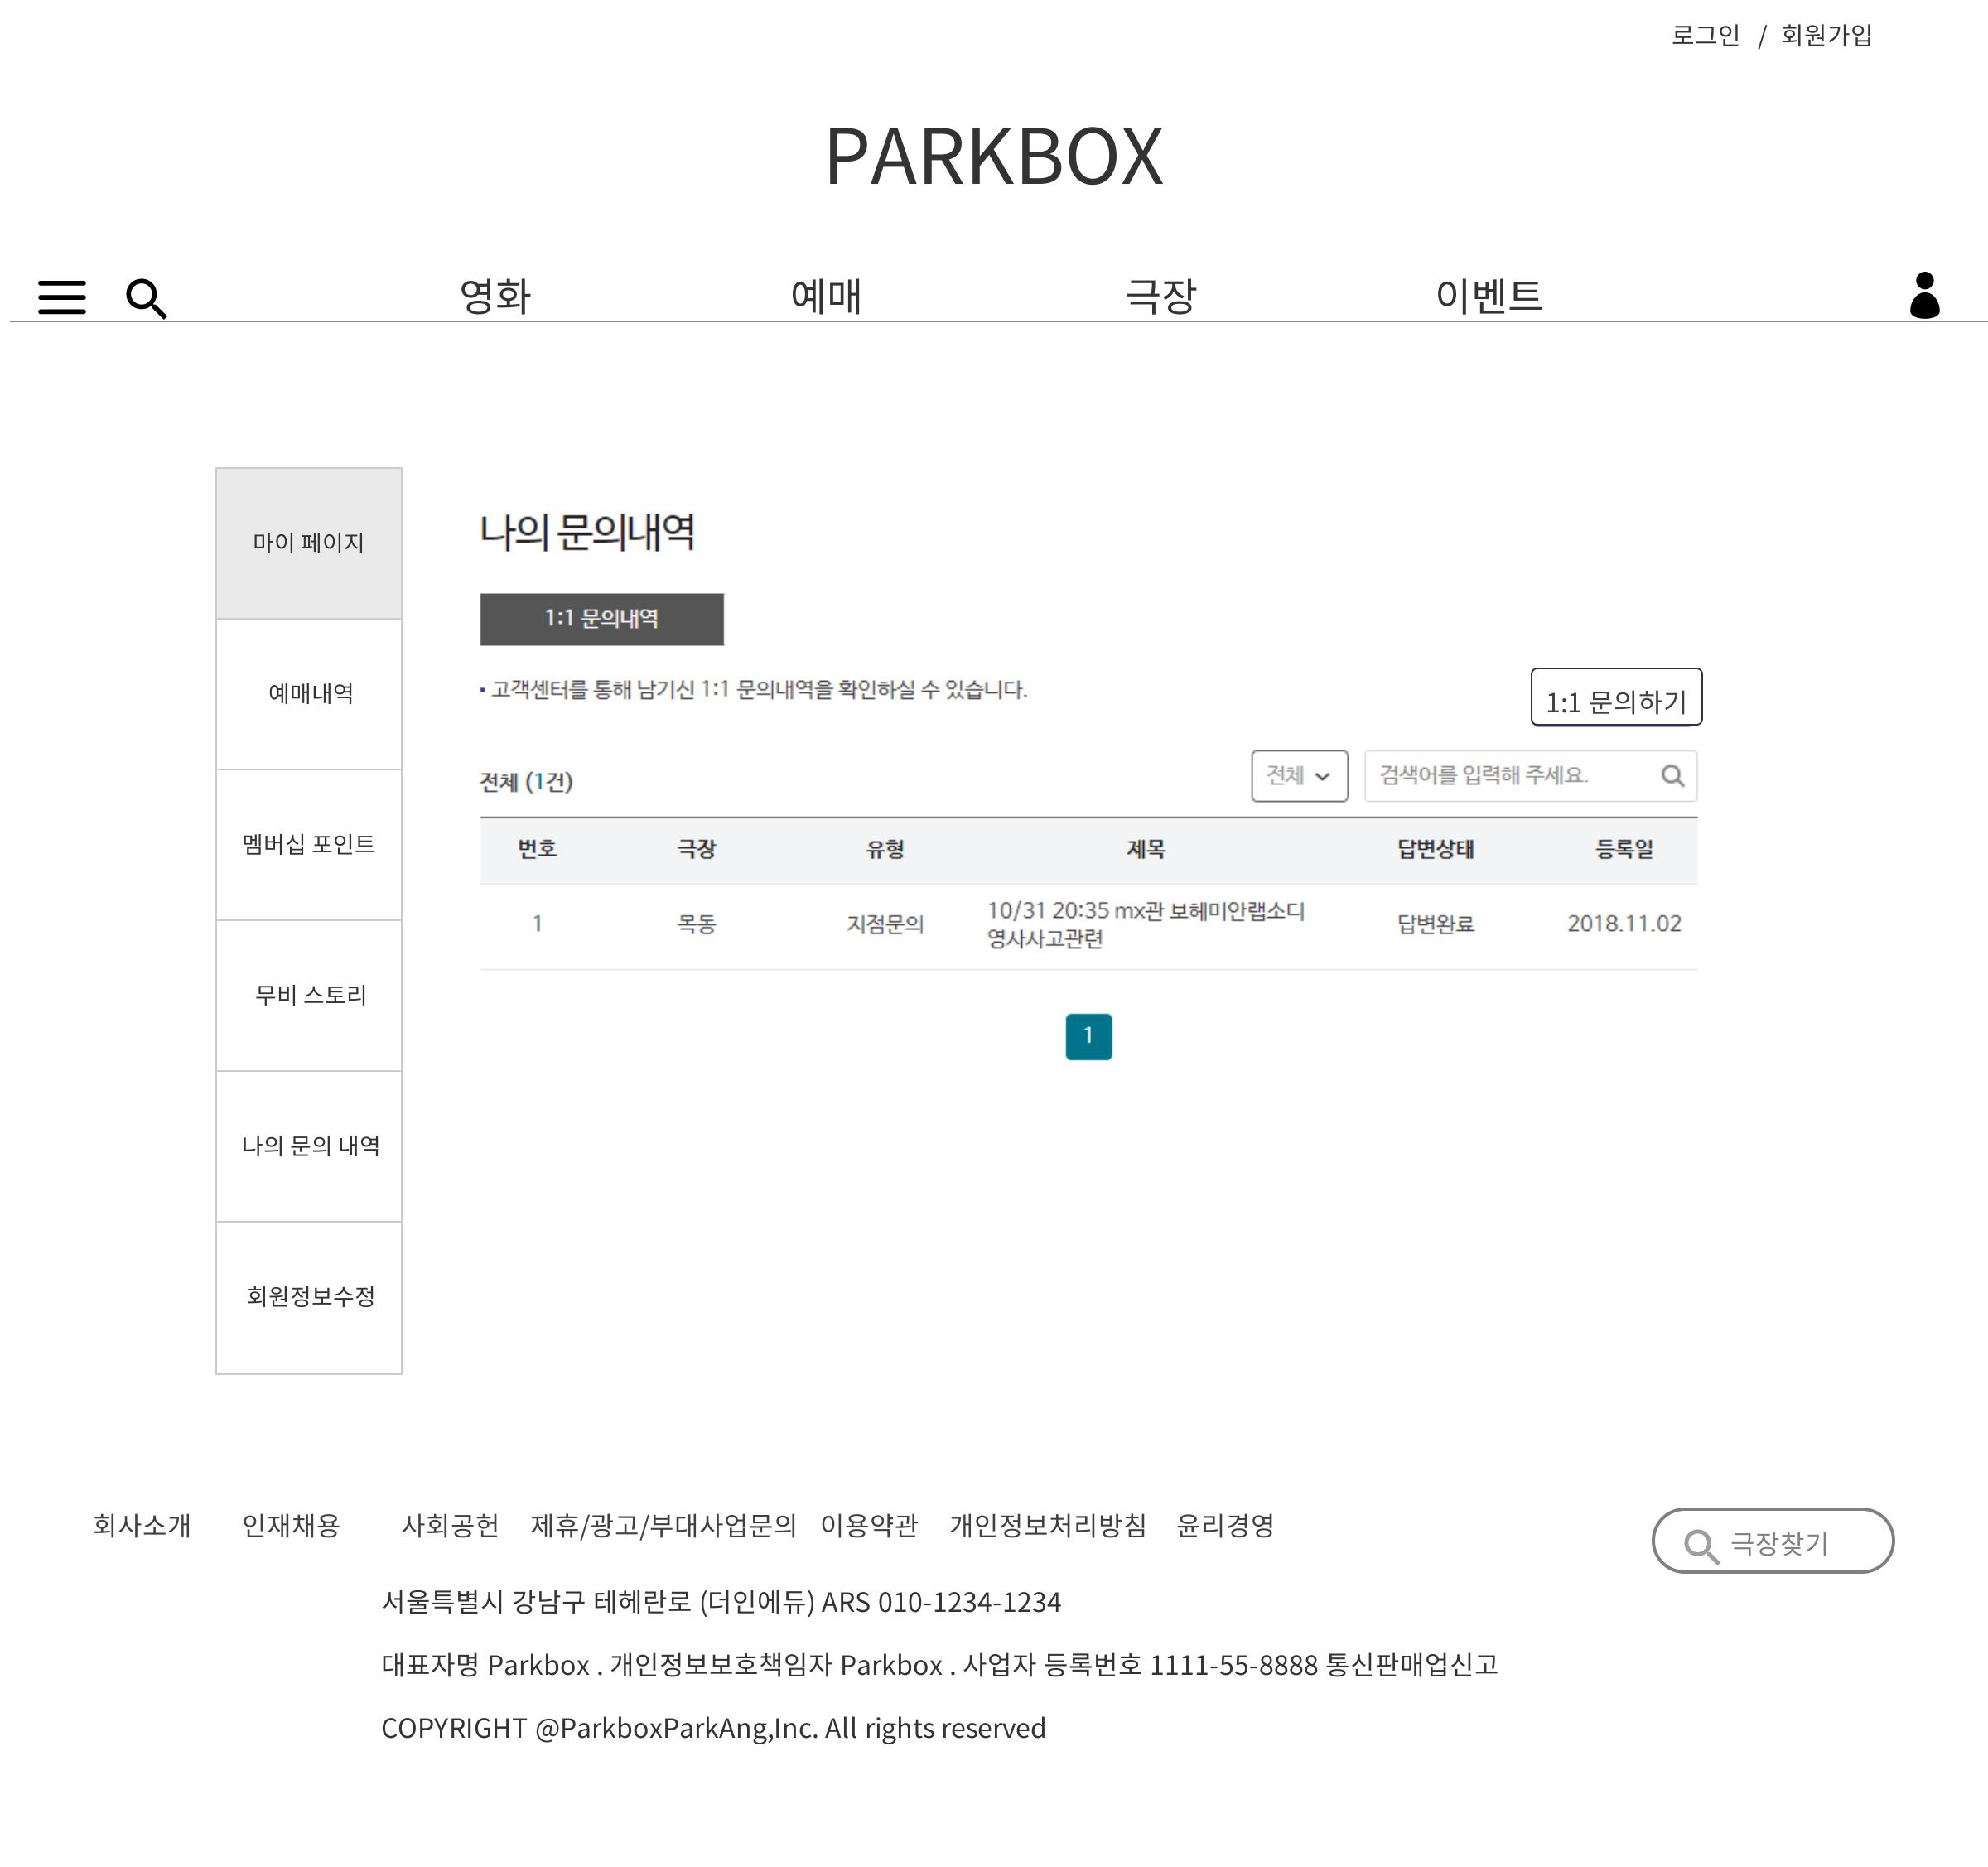 로그인 / 회원가입
PARKBOX
영화 예매 극장 이벤트
마이 페이지
예매내역
멤버십 포인트
무비 스토리
나의 문의 내역
회원정보수정
나의 문의내역
1:1 문의내역
고객센터를 통해 남기신 1:1 문의내역을 확인하실 수 있습니다.
1:1 문의하기
전체 (1건)
전체
검색어를 입력해 주세요.
번호 극장 유형 제목 답변상태 등록일
1 목동 지점문의 10/31 20:35 mx관 보헤미안랩소디
영사사고관련 답변완료 2018.11.02
1
회사소개 인재채용 사회공헌 제휴/광고/부대사업문의 이용약관 개인정보처리방침 윤리경영
극장찾기
서울특별시 강남구 테헤란로 (더인에듀) ARS 010-1234-1234
대표자명 Parkbox . 개인정보보호책임자 Parkbox . 사업자 등록번호 1111-55-8888 통신판매업신고
COPYRIGHT @ParkboxParkAng,Inc. All rights reserved